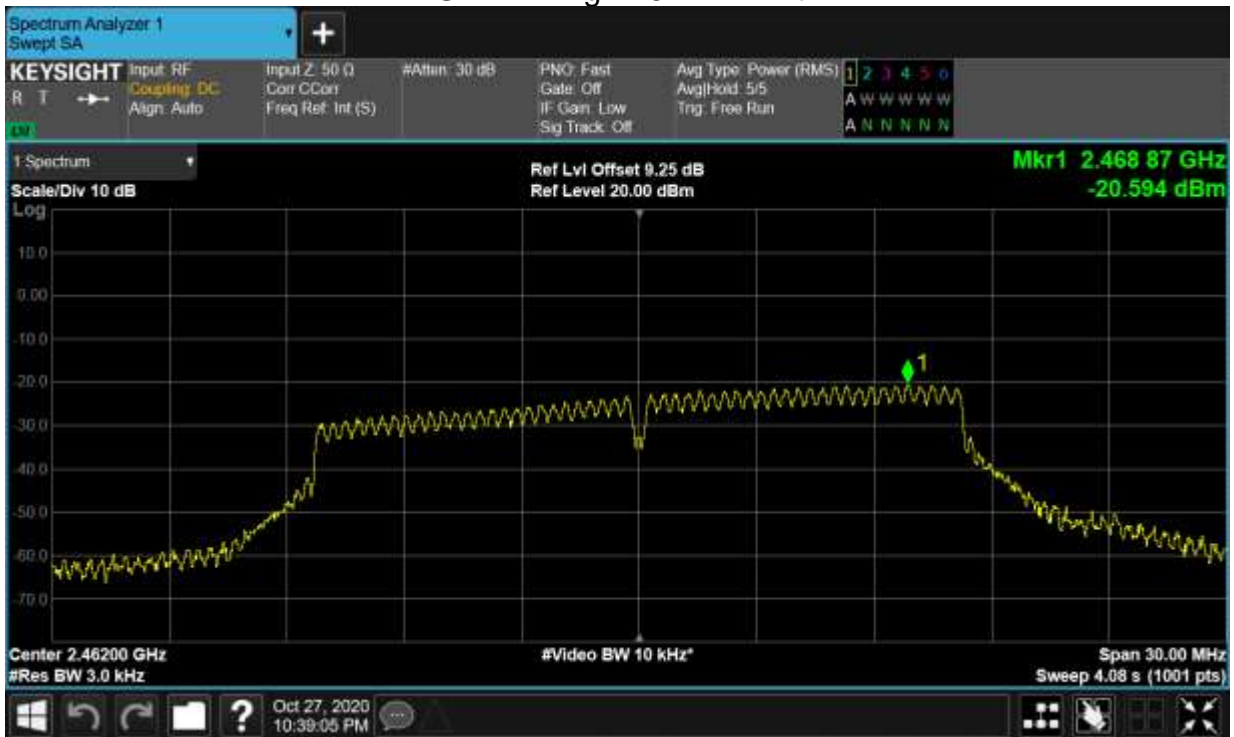 Spectrum Analyzer 1
Swept SA
+
KEYSIGHT
R T
Input: RF
Coupling: DC
Align: Auto
Input Z: 50 Ω
Corr CCorr
Freq Ref: Int (S)
#Atten: 30 dB
PNO: Fast
Gate: Off
IF Gain: Low
Sig Track: Off
Avg Type: Power (RMS)
Avg|Hold: 5/5
Trig: Free Run
1 2 3 4 5 6
A W W W W W
A N N N N N
1 Spectrum
Scale/Div 10 dB
Log
Ref Lvl Offset 9.25 dB
Ref Level 20.00 dBm
Mkr1 2.468 87 GHz
-20.594 dBm
10.0
0.00
-10.0
-20.0
-30.0
-40.0
-50.0
-60.0
-70.0
1
Center 2.46200 GHz
#Res BW 3.0 kHz
#Video BW 10 kHz*
Span 30.00 MHz
Sweep 4.08 s (1001 pts)
?
Oct 27, 2020
10:39:05 PM